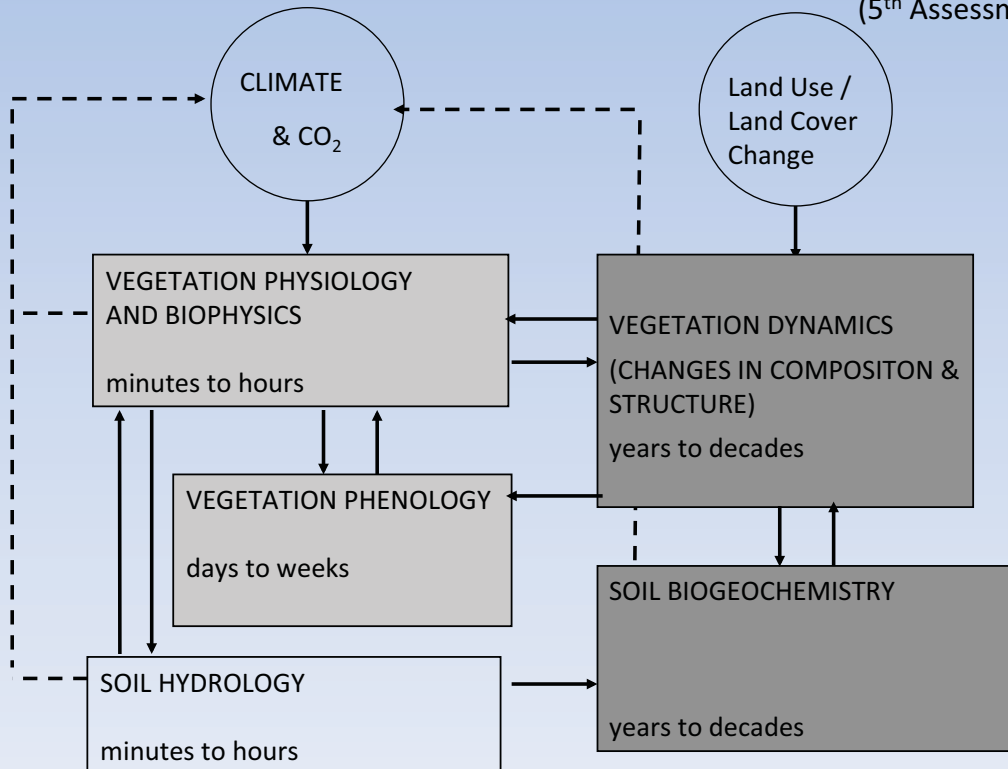 (5th Assessm
CLIMATE
& CO₂
Land Use /
Land Cover
Change
VEGETATION PHYSIOLOGY
AND BIOPHYSICS
minutes to hours
VEGETATION DYNAMICS
(CHANGES IN COMPOSITON &
STRUCTURE)
years to decades
VEGETATION PHENOLOGY
days to weeks
SOIL BIOGEOCHEMISTRY
years to decades
SOIL HYDROLOGY
minutes to hours